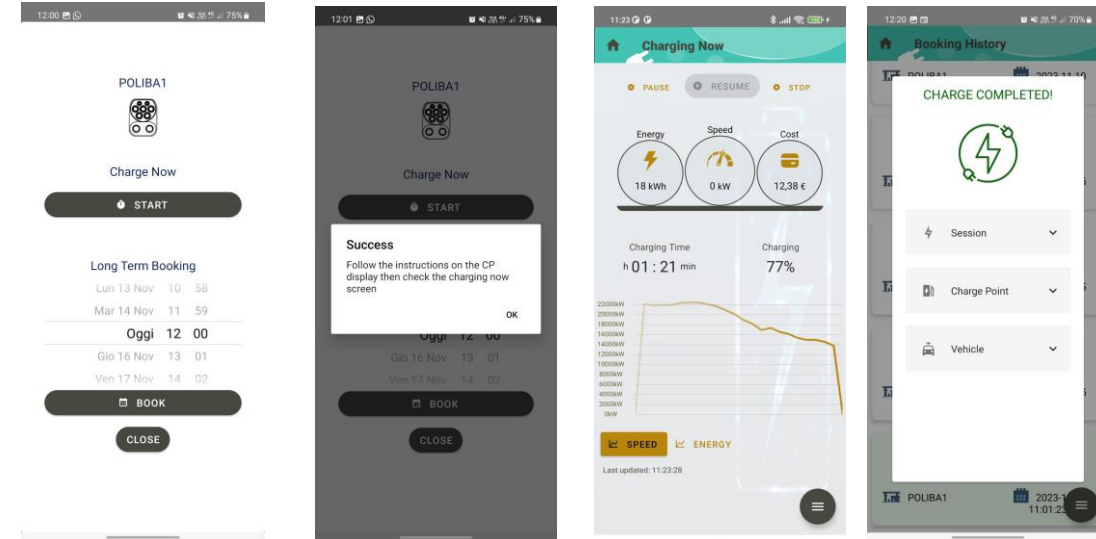 12:00
75%
POLIBA1
Charge Now
START
Long Term Booking
Lun 13 Nov 10 58
Mar 14 Nov 11 59
Oggi 12 00
Gio 16 Nov 13 01
Ven 17 Nov 14 02
BOOK
CLOSE
12:01
75%
POLIBA1
Charge Now
START
Success
Follow the instructions on the CP
display then check the charging now
screen
OK
Oggi 12 00
Gio 16 Nov 13 01
Ven 17 Nov 14 02
BOOK
CLOSE
11:23
Charging Now
PAUSE RESUME STOP
Energy Speed Cost
18 kWh 0 kW 12,38 €
Charging Time Charging
h 01 : 21 min 77%
22000kW
20000kW
18000kW
16000kW
14000kW
12000kW
10000kW
8000kW
6000kW
4000kW
2000kW
0kW
SPEED ENERGY
Last updated: 11:23:28
12:20
70%
Booking History
POLIBA1 2023-11-10
CHARGE COMPLETED!
Session
Charge Point
Vehicle
POLIBA1 2023-1
11:01:23